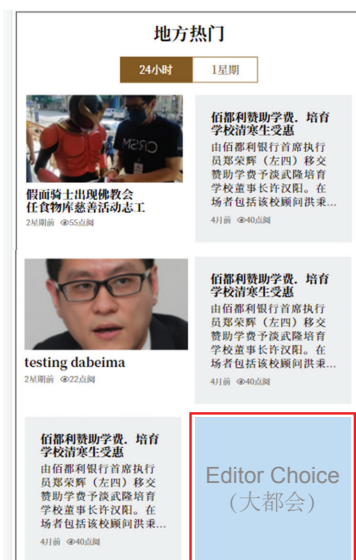 地方热门
24小时
1星期
假面骑士出现佛教会
任食物库慈善活动志工
2星期前 55点阅
佰都利赞助学费．培育
学校清寒生受惠
由佰都利银行首席执行
员郑荣辉（左四）移交
赞助学费予淡武隆培育
学校董事长许汉阳。在
场者包括该校顾问洪秉...
4月前 40点阅
testing dabeima
2星期前 22点阅
佰都利赞助学费．培育
学校清寒生受惠
由佰都利银行首席执行
员郑荣辉（左四）移交
赞助学费予淡武隆培育
学校董事长许汉阳。在
场者包括该校顾问洪秉...
4月前 40点阅
佰都利赞助学费．培育
学校清寒生受惠
由佰都利银行首席执行
员郑荣辉（左四）移交
赞助学费予淡武隆培育
学校董事长许汉阳。在
场者包括该校顾问洪秉...
4月前 40点阅
Editor Choice
（大都会）